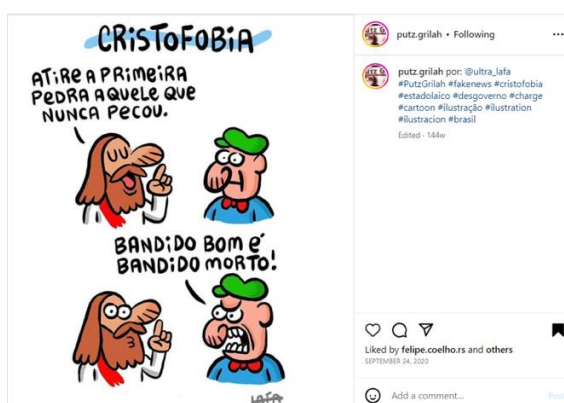 CRISTOFOBIA
ATIRE A PRIMEIRA
PEDRA AQUELE QUE
NUNCA PECOU.
BANDIDO BOM É
BANDIDO MORTO!
LAFA
putz.grilah • Following
putz.grilah por: @ultra_lafa
#PutzGrilah #fakenews #cristofobia
#estadolaico #desgoverno #charge
#cartoon #ilustração #ilustration
#ilustracion #brasil
Edited · 144w
Liked by felipe.coelho.rs and others
SEPTEMBER 24, 2020
Add a comment...
Post